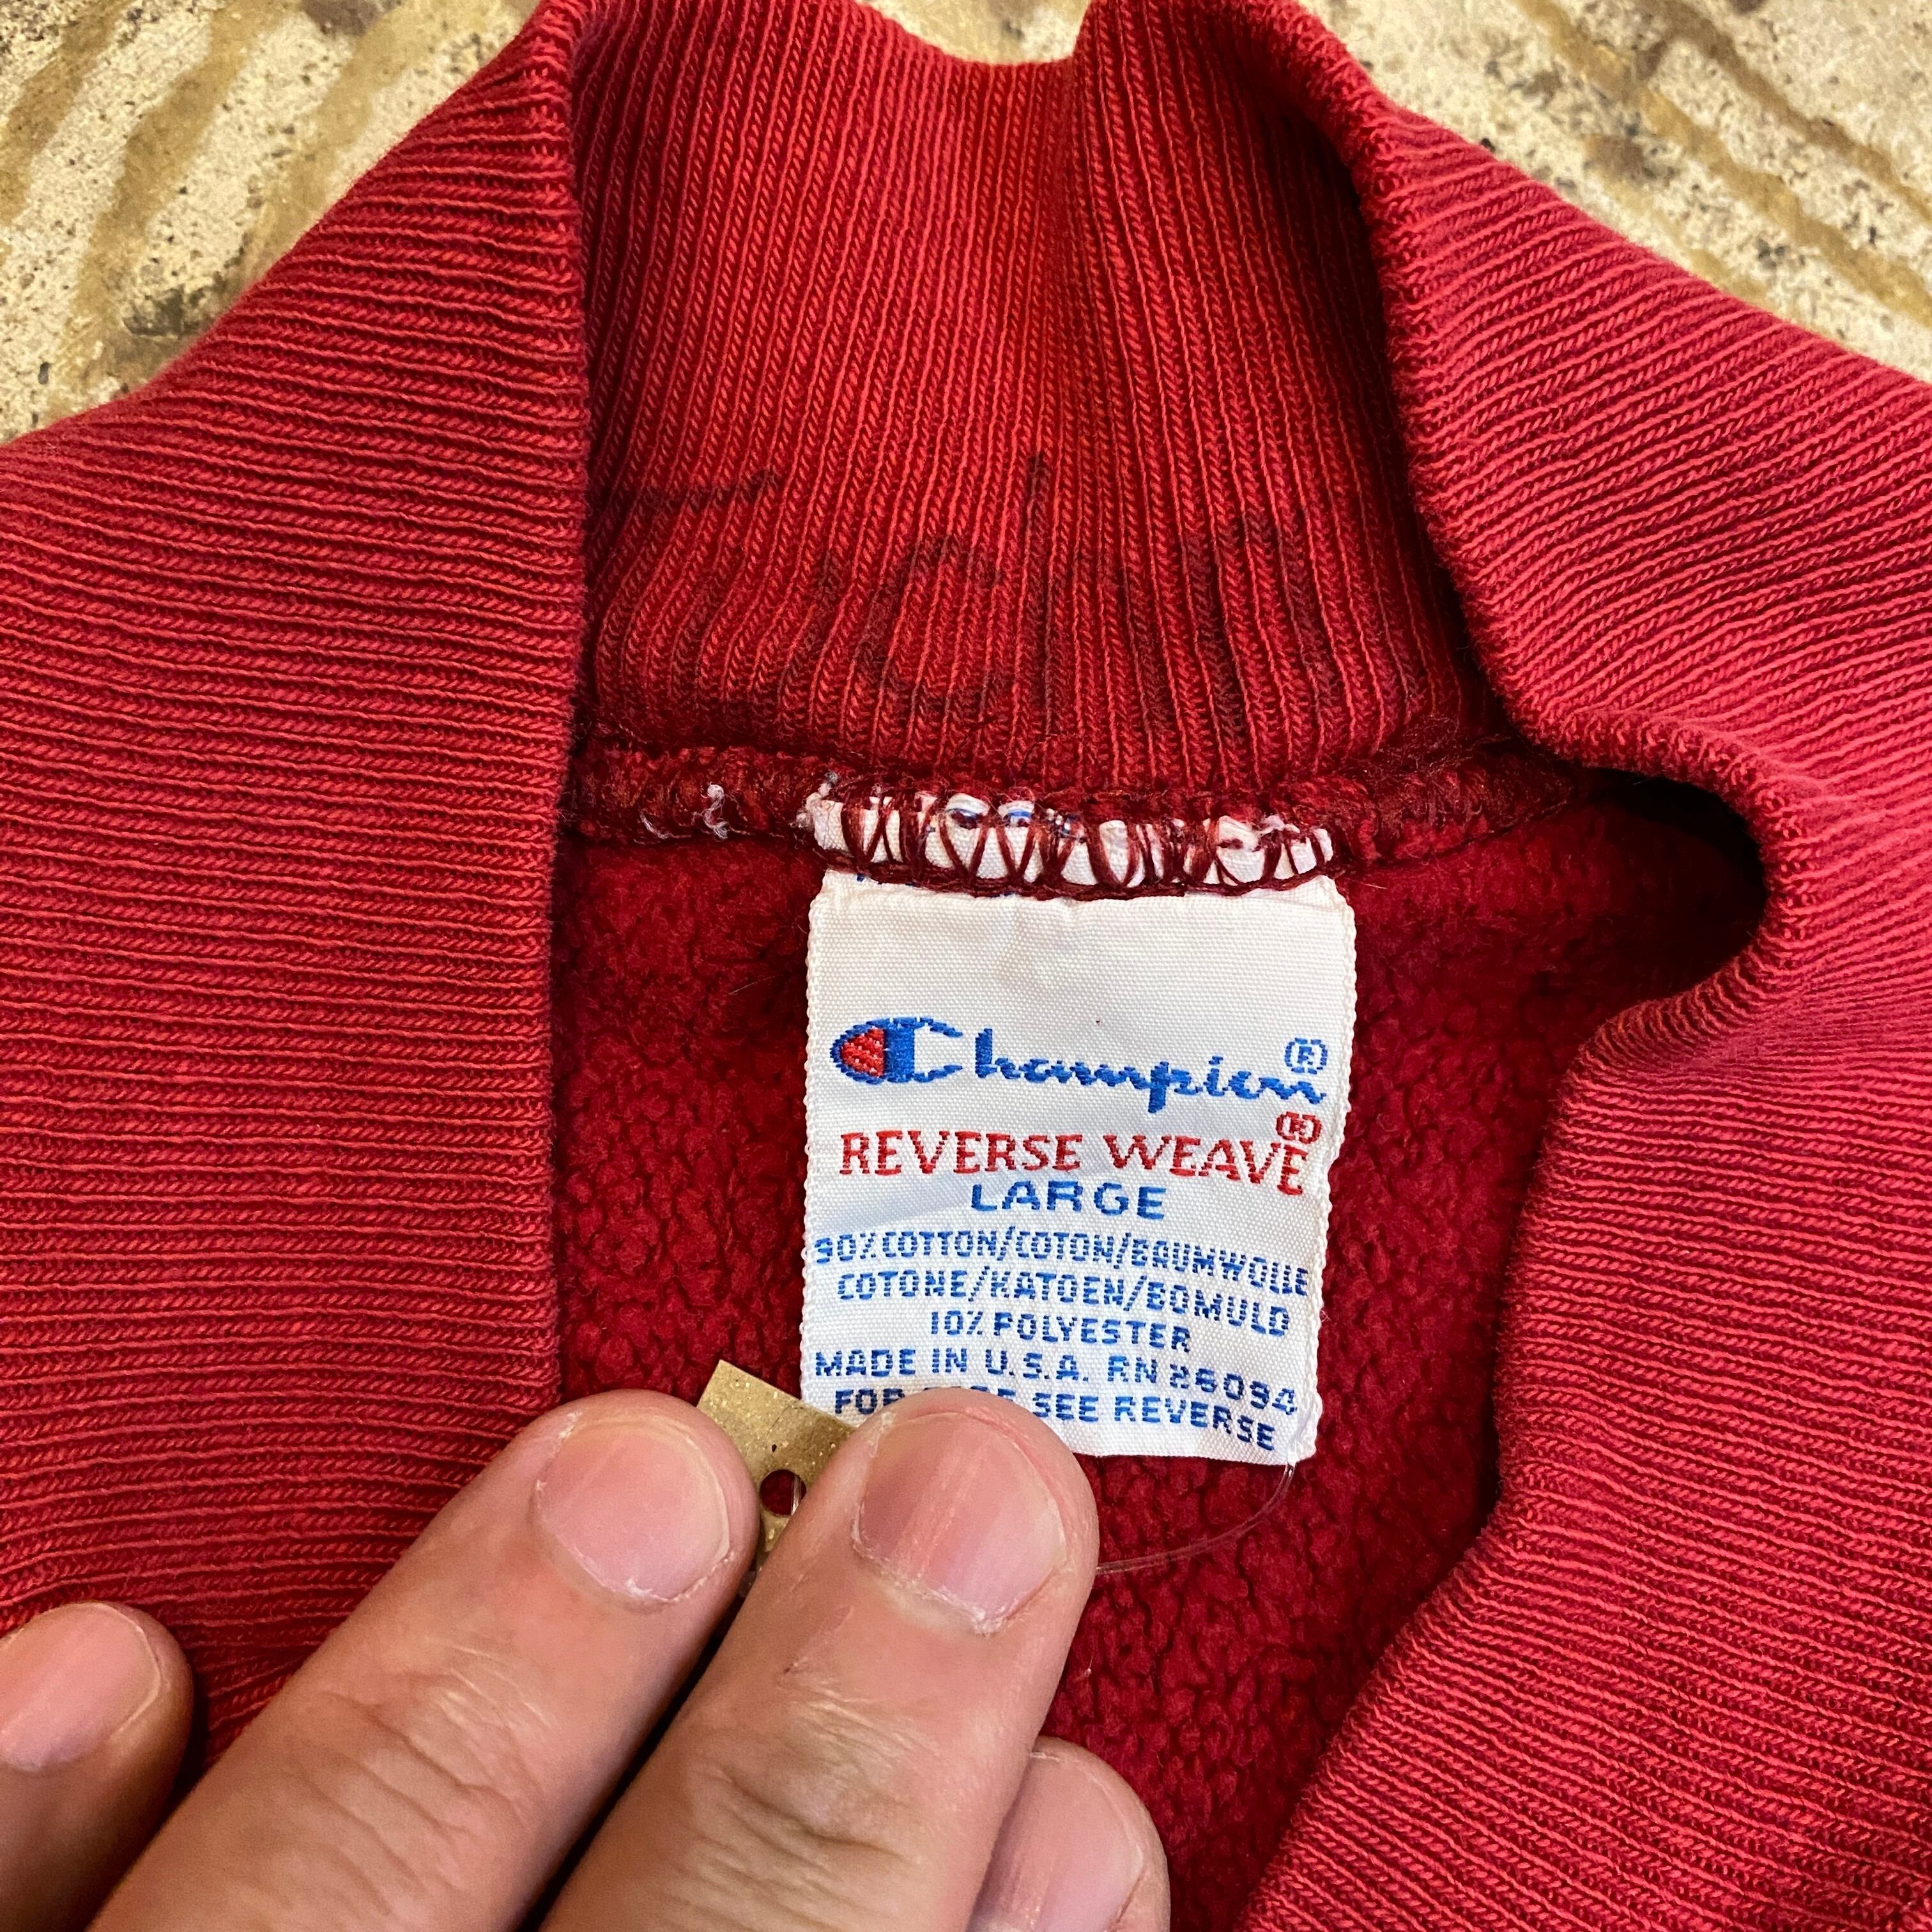 Champion®
REVERSE WEAVE®
LARGE
90% COTTON/COTON/BAUMWOLLE
COTONE/KATOEN/BOMULD
10% POLYESTER
MADE IN U.S.A. RN 26094
FOR SEE REVERSE